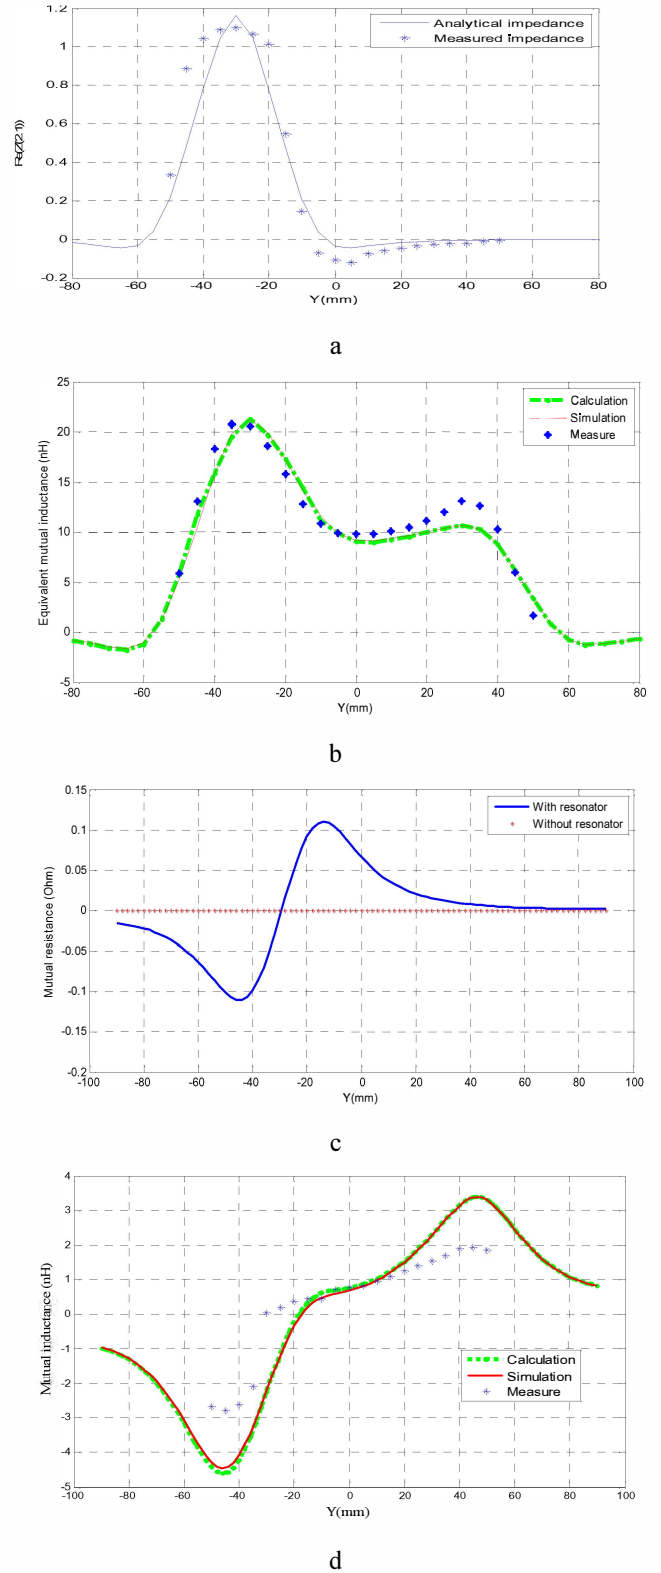 1.2
1
0.8
0.6
0.4
0.2
0
-0.2
-80 -60 -40 -20 0 20 40 60 80
Y(mm)
Re(Z(21))
Analytical impedance
Measured impedance
a
25
20
15
10
5
0
-5
-80 -60 -40 -20 0 20 40 60 80
Y(mm)
Equivalent mutual inductance (nH)
Calculation
Simulation
Measure
b
0.15
0.1
0.05
0
-0.05
-0.1
-0.15
-0.2
-100 -80 -60 -40 -20 0 20 40 60 80 100
Y(mm)
Mutual resistance (Ohm)
With resonator
Without resonator
c
4
3
2
1
0
-1
-2
-3
-4
-5
-100 -80 -60 -40 -20 0 20 40 60 80 100
Y(mm)
Mutual inductance (nH)
Calculation
Simulation
Measure
d